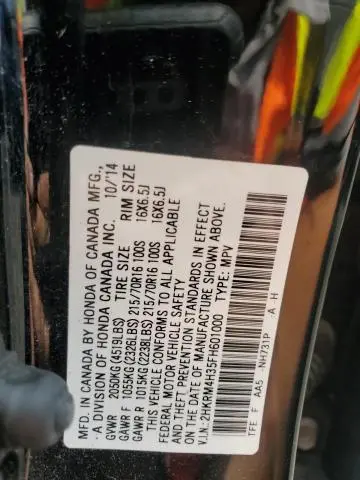 MFD. IN CANADA BY HONDA OF CANADA MFG.,
A DIVISION OF HONDA CANADA INC. 10/'14
GVWR 2050KG (4519LBS) TIRE SIZE RIM SIZE
GAWR F 1055KG (2326LBS) 215/70R16 100S 16X6.5J
GAWR R 1015KG (2238LBS) 215/70R16 100S 16X6.5J
THIS VEHICLE CONFORMS TO ALL APPLICABLE
FEDERAL MOTOR VEHICLE SAFETY
AND THEFT PREVENTION STANDARDS IN EFFECT
ON DATE OF MANUFACTURE SHOWN ABOVE.
V.I.N.: 2HKRM4H35FH601000 TYPE: MPV
TFE F AA5 -NH731P A H